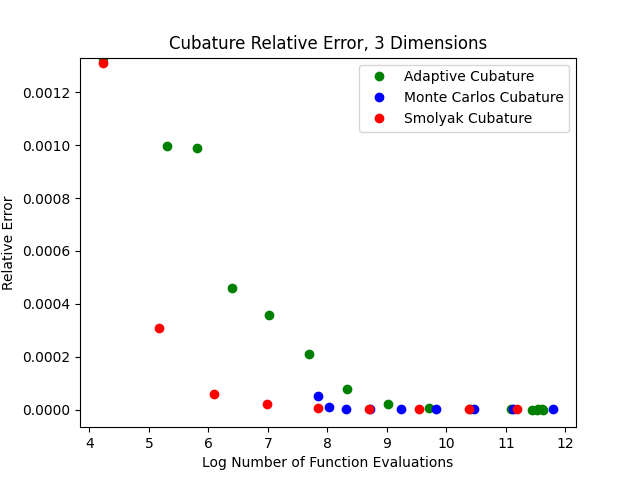 Cubature Relative Error, 3 Dimensions
Adaptive Cubature
Monte Carlos Cubature
Smolyak Cubature
Relative Error
0.0012
0.0010
0.0008
0.0006
0.0004
0.0002
0.0000
4 5 6 7 8 9 10 11 12
Log Number of Function Evaluations